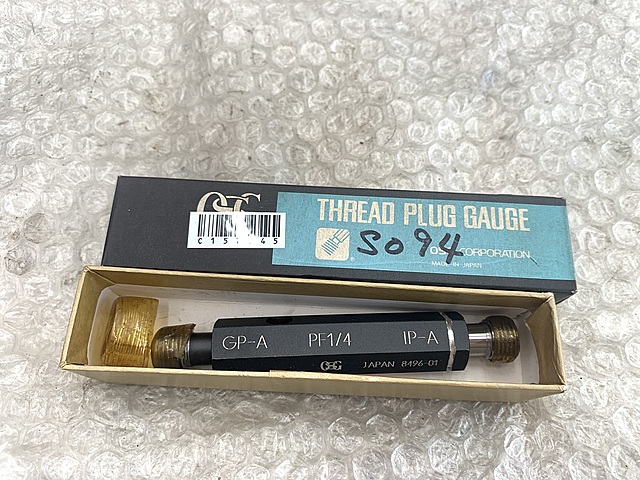 OSG
THREAD PLUG GAUGE
S094
CORPORATION
MADE IN JAPAN
GP-A PF1/4 IP-A
OSG JAPAN 8496-01